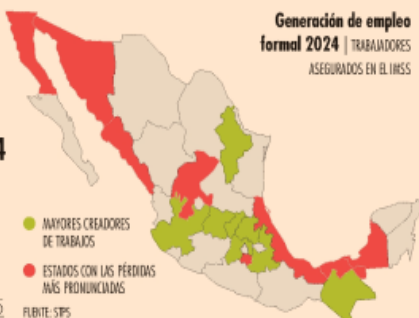 Generación de empleo
formal 2024 | TRABAJADORES
ASEGURADOS EN EL IMSS
4
MAYORES CREADORES
DE TRABAJOS
ESTADOS CON LAS PÉRDIDAS
MÁS PRONUNCIADAS
FUENTE: STPS